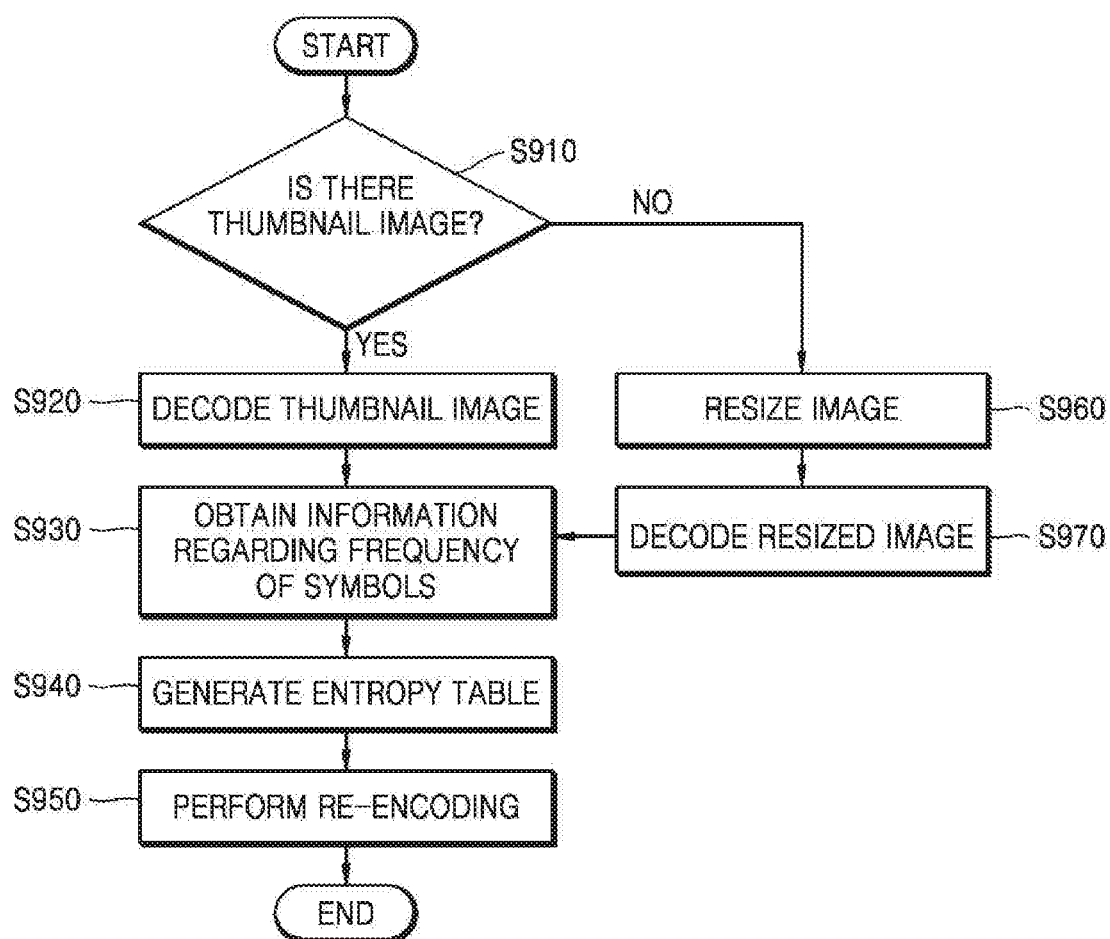 START
S910
IS THERE
THUMBNAIL IMAGE?
NO
YES
S920
DECODE THUMBNAIL IMAGE
RESIZE IMAGE
S960
S930
OBTAIN INFORMATION
REGARDING FREQUENCY
OF SYMBOLS
DECODE RESIZED IMAGE
S970
S940
GENERATE ENTROPY TABLE
S950
PERFORM RE-ENCODING
END